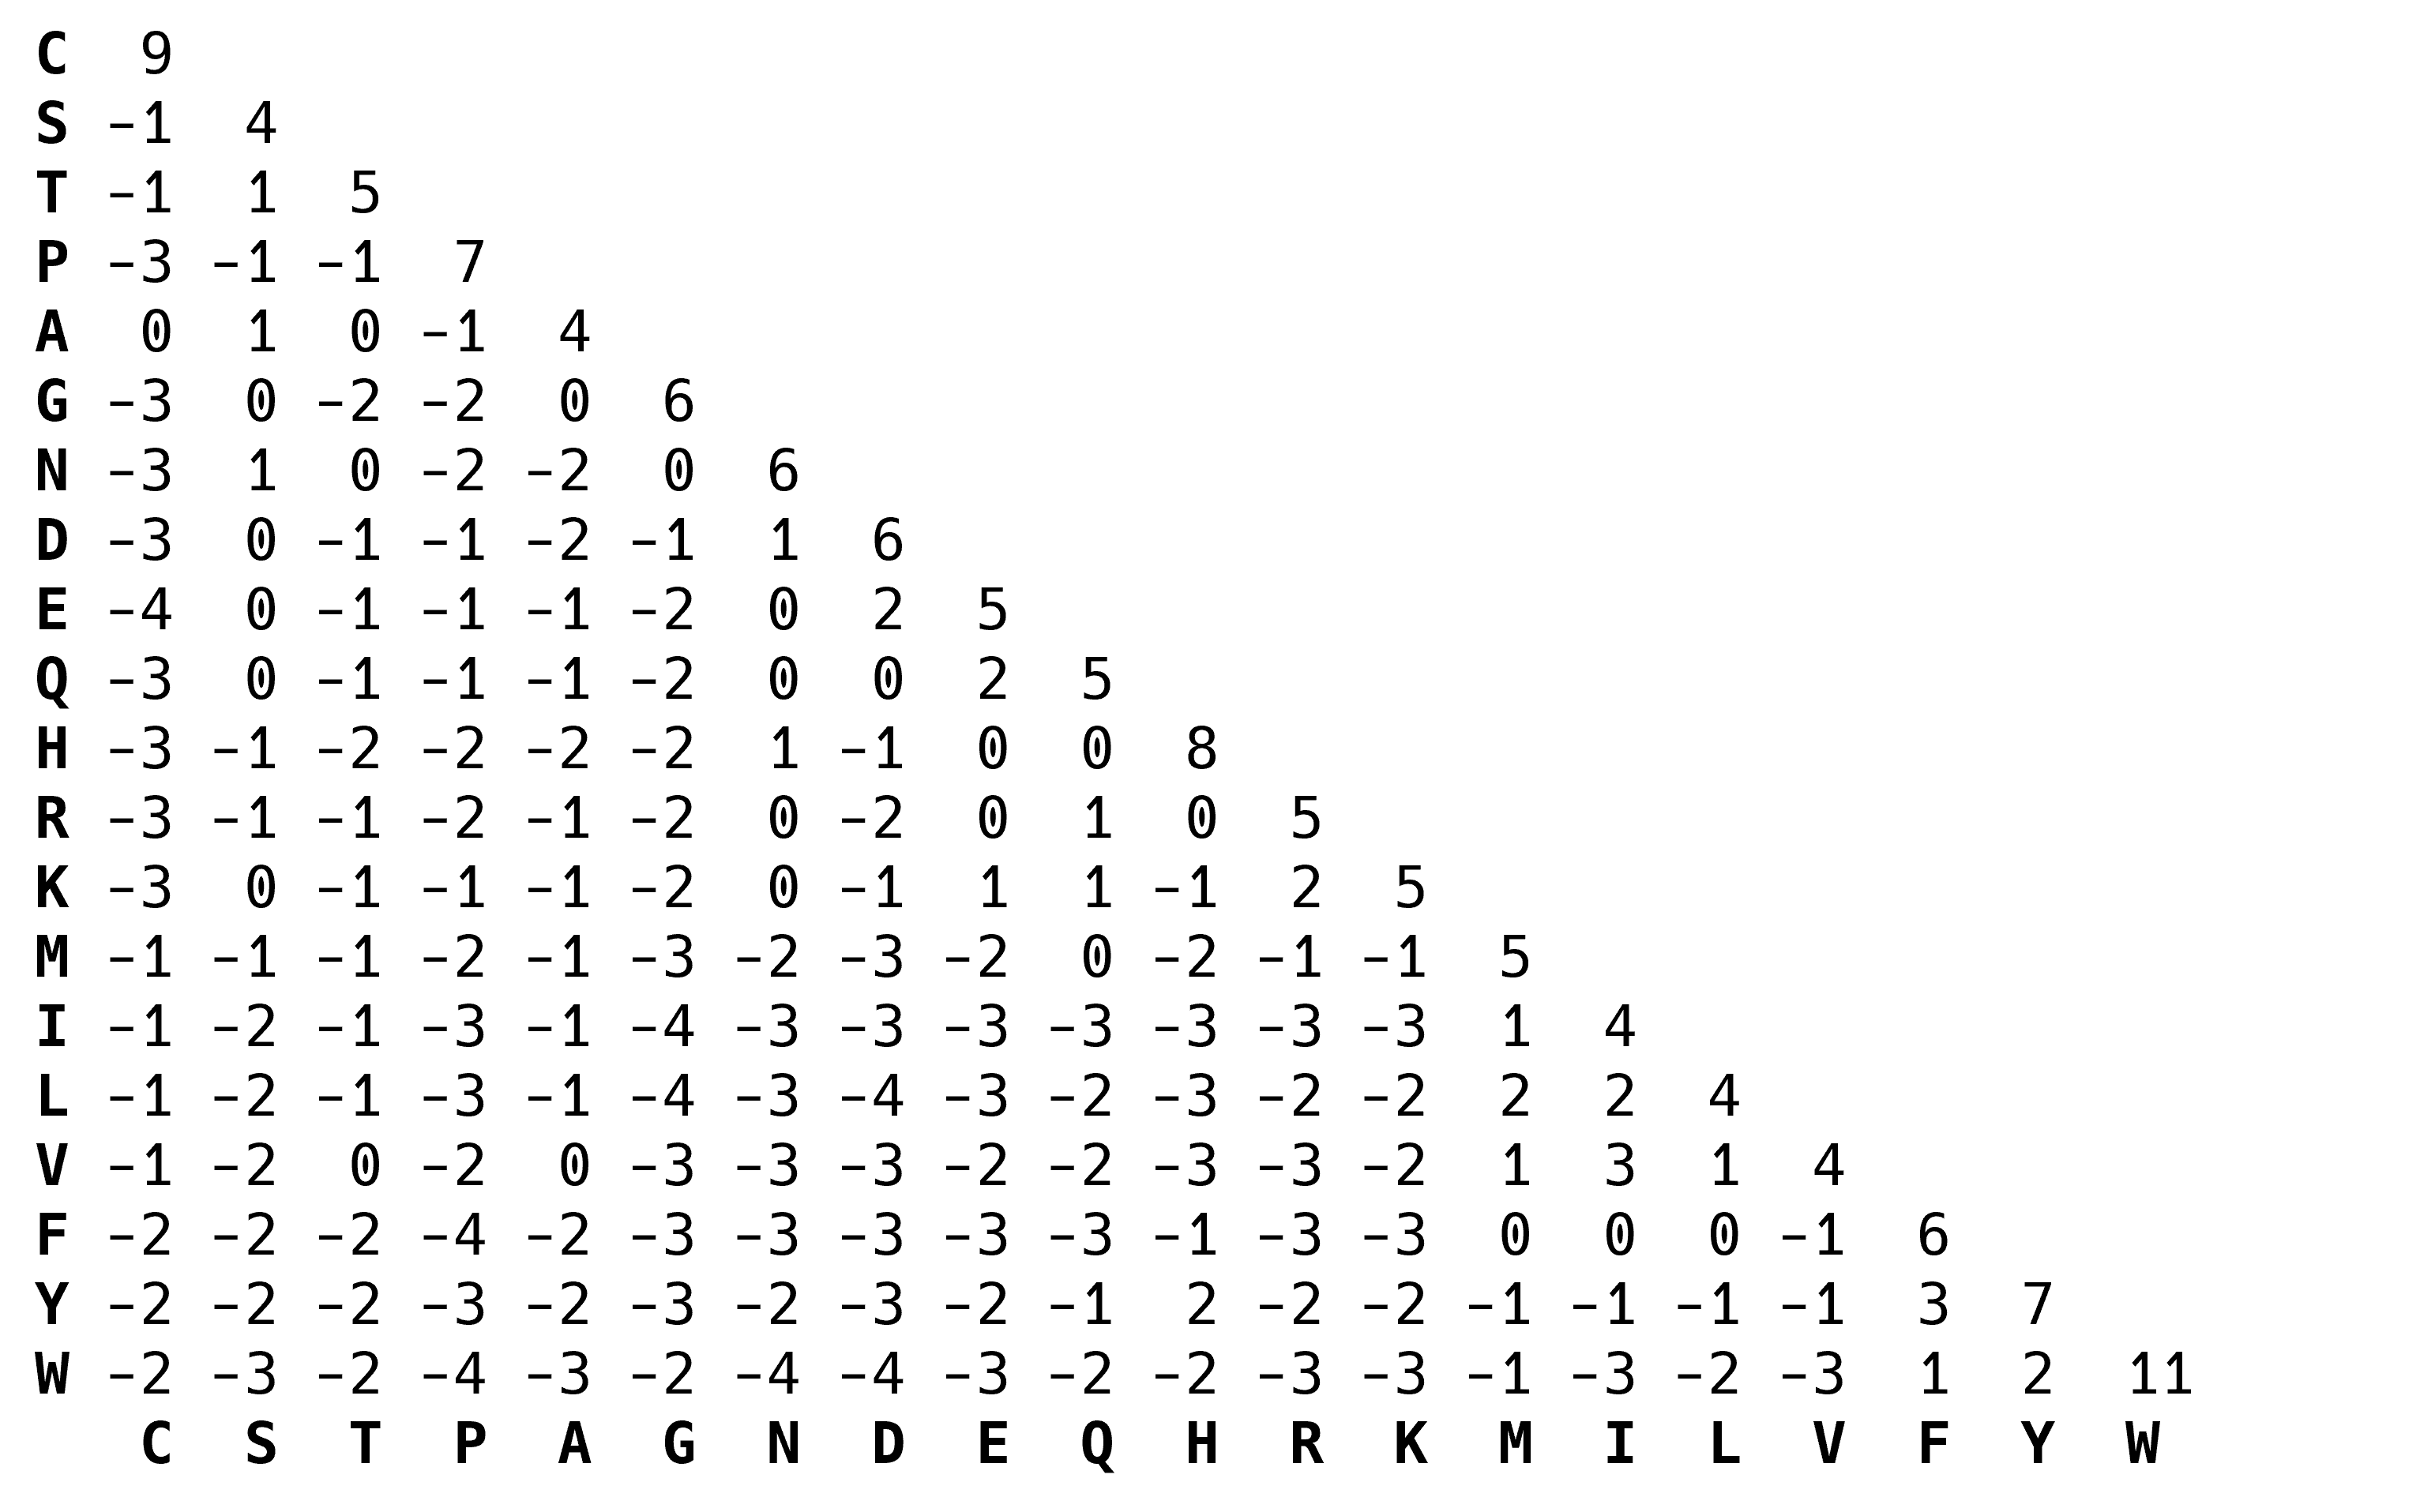 C 9
S −1 4
T −1 1 5
P −3 −1 −1 7
A 0 1 0 −1 4
G −3 0 −2 −2 0 6
N −3 1 0 −2 −2 0 6
D −3 0 −1 −1 −2 −1 1 6
E −4 0 −1 −1 −1 −2 0 2 5
Q −3 0 −1 −1 −1 −2 0 0 2 5
H −3 −1 −2 −2 −2 −2 1 −1 0 0 8
R −3 −1 −1 −2 −1 −2 0 −2 0 1 0 5
K −3 0 −1 −1 −1 −2 0 −1 1 1 −1 2 5
M −1 −1 −1 −2 −1 −3 −2 −3 −2 0 −2 −1 −1 5
I −1 −2 −1 −3 −1 −4 −3 −3 −3 −3 −3 −3 −3 1 4
L −1 −2 −1 −3 −1 −4 −3 −4 −3 −2 −3 −2 −2 2 2 4
V −1 −2 0 −2 0 −3 −3 −3 −2 −2 −3 −3 −2 1 3 1 4
F −2 −2 −2 −4 −2 −3 −3 −3 −3 −3 −1 −3 −3 0 0 0 −1 6
Y −2 −2 −2 −3 −2 −3 −2 −3 −2 −1 2 −2 −2 −1 −1 −1 −1 3 7
W −2 −3 −2 −4 −3 −2 −4 −4 −3 −2 −2 −3 −3 −1 −3 −2 −3 1 2 11
C S T P A G N D E Q H R K M I L V F Y W